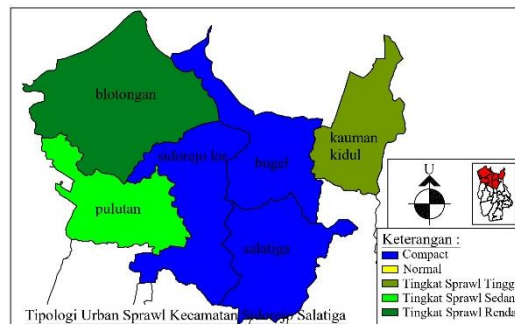 blotongan
sidorejo lor
bugel
kauman
kidul
pulutan
salatiga
U
Keterangan :
Compact
Normal
Tingkat Sprawl Tingg
Tingkat Sprawl Sedan
Tingkat Sprawl Renda
Tipologi Urban Sprawl Kecamatan Sidorejo Salatiga